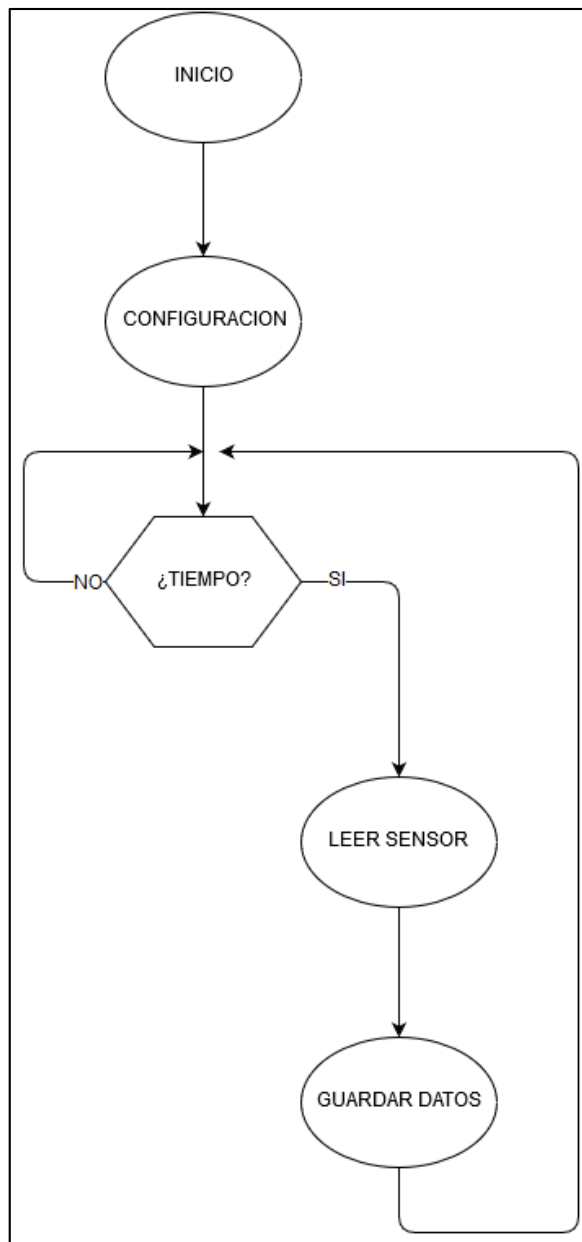 INICIO
CONFIGURACION
¿TIEMPO?
NO
SI
LEER SENSOR
GUARDAR DATOS